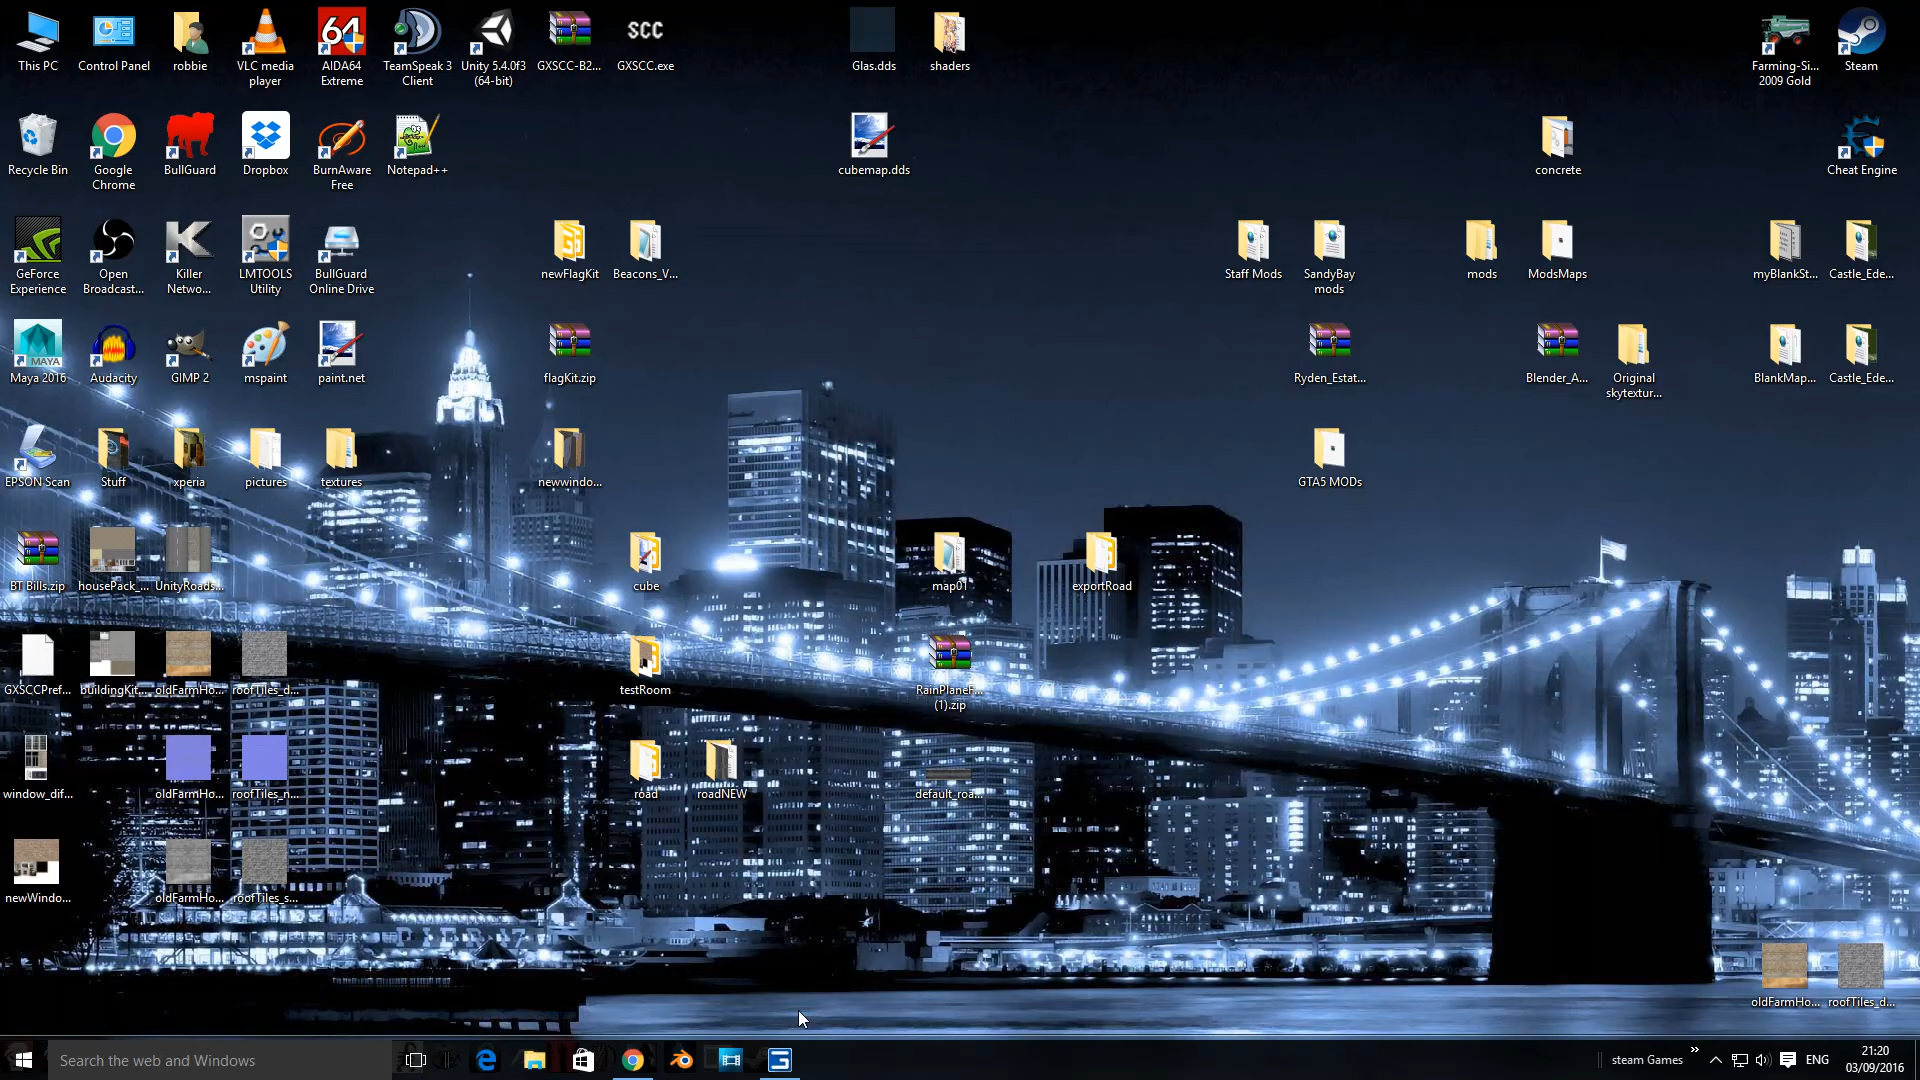 This PC
Control Panel
robbie
VLC media
player
64
AIDA64
Extreme
TeamSpeak 3
Client
Unity 5.4.0f3
(64-bit)
GXSCC-B2...
SCC
GXSCC.exe
Glas.dds
shaders
Farming-Si...
2009 Gold
Steam
Recycle Bin
Google
Chrome
BullGuard
Dropbox
BurnAware
Free
Notepad++
cubemap.dds
concrete
Cheat Engine
GeForce
Experience
Open
Broadcast...
Killer
Netwo...
LMTOOLS
Utility
BullGuard
Online Drive
newFlagKit
Beacons_V...
Staff Mods
SandyBay
mods
mods
ModsMaps
myBlankSt...
Castle_Ede...
MAYA
Maya 2016
Audacity
GIMP 2
mspaint
paint.net
flagKit.zip
Ryden_Estat...
Blender_A...
Original
skytextur...
BlankMap...
Castle_Ede...
EPSON Scan
Stuff
xperia
pictures
textures
newwindo...
GTA5 MODs
BT Bills.zip
housePack_...
UnityRoads...
cube
map01
exportRoad
GXSCCPref...
buildingKit...
oldFarmHo...
roofTiles_d...
testRoom
RainPlaneF...
(1).zip
window_dif...
oldFarmHo...
roofTiles_n...
road
roadNEW
default_roa...
newWindo...
oldFarmHo...
roofTiles_s...
PIER 17
oldFarmHo...
roofTiles_d...
Search the web and Windows
steam Games
ENG
21:20
03/09/2016